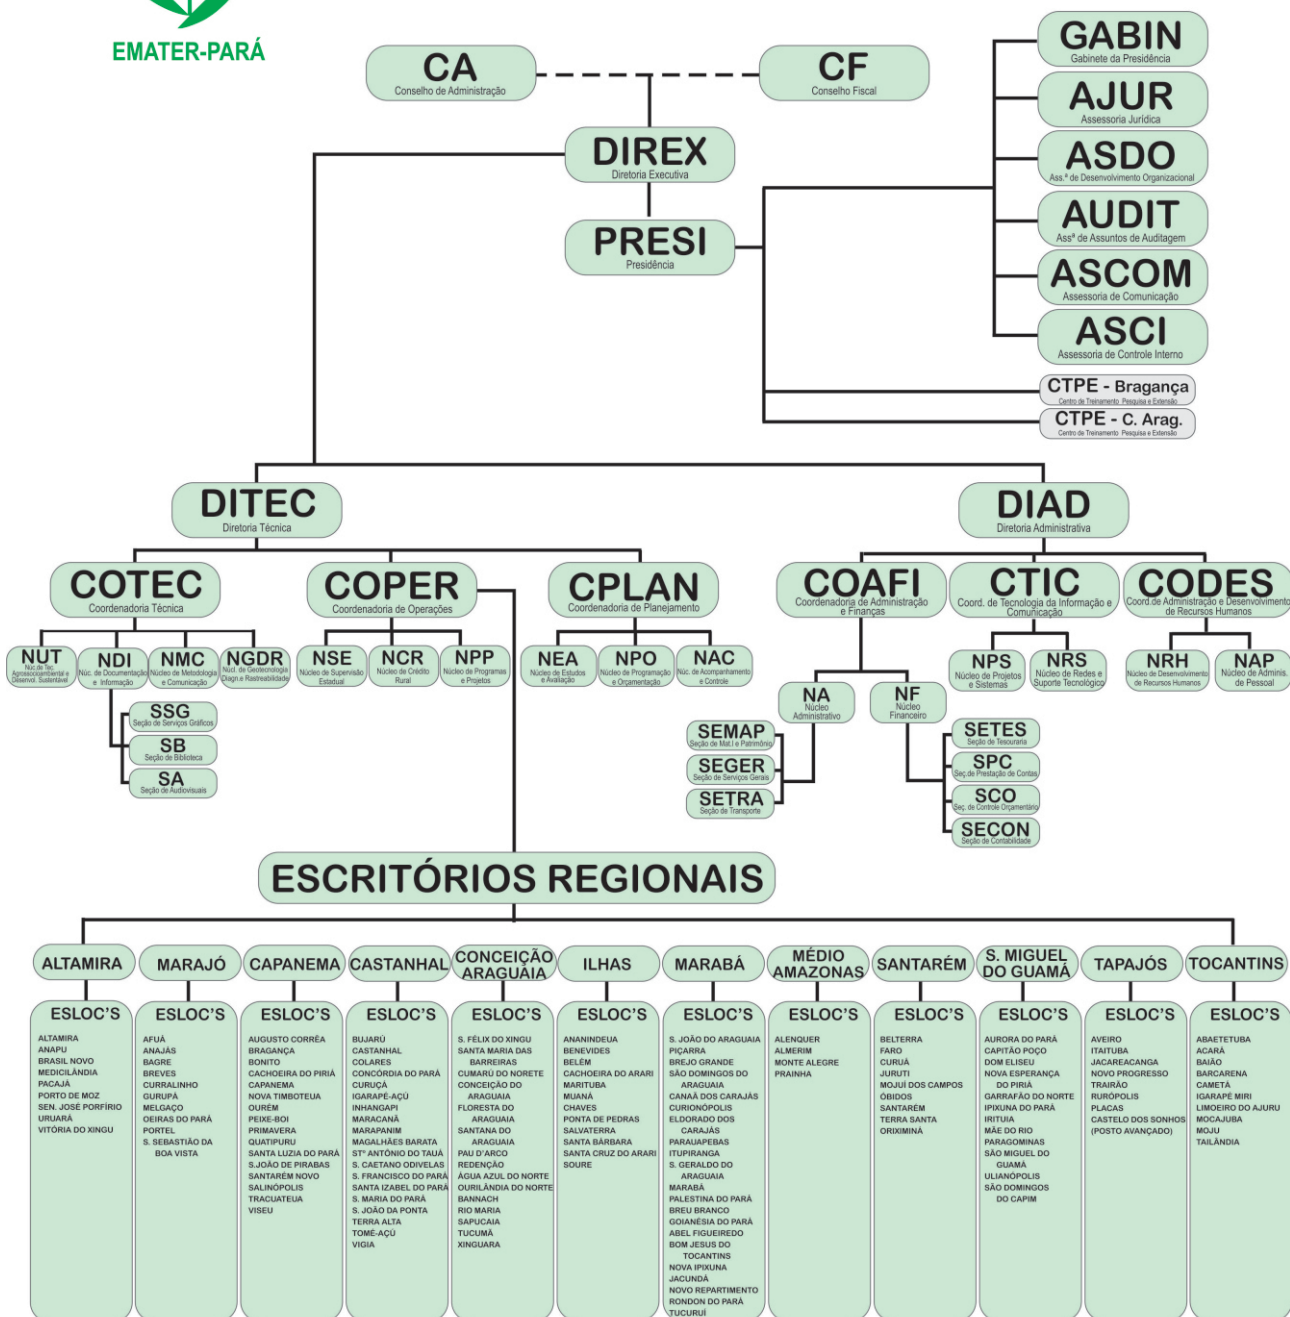 EMATER-PARÁ
CA
Conselho de Administração
CF
Conselho Fiscal
DIREX
Diretoria Executiva
PRESI
Presidência
GABIN
Gabinete da Presidência
AJUR
Assessoria Jurídica
ASDO
Ass.ª de Desenvolvimento Organizacional
AUDIT
Assª de Assuntos de Auditagem
ASCOM
Assessoria de Comunicação
ASCI
Assessoria de Controle Interno
CTPE - Bragança
Centro de Treinamento Pesquisa e Extensão
CTPE - C. Arag.
Centro de Treinamento Pesquisa e Extensão
DITEC
Diretoria Técnica
DIAD
Diretoria Administrativa
COTEC
Coordenadoria Técnica
COPER
Coordenadoria de Operações
CPLAN
Coordenadoria de Planejamento
COAFI
Coordenadoria de Administração
e Finanças
CTIC
Coord. de Tecnologia da Informação e
Comunicação
CODES
Coord.de Administração e Desenvolvimento
de Recursos Humanos
NUT
Núc.de Tec.
Agrossocioambiental e
Desenvol. Sustentável
NDI
Núc. de Documentação
e Informação
NMC
Núcleo de Metodologia
e Comunicação
NGDR
Núcl. de Geotecnologia
Diagn.e Rastreabilidade
NSE
Núcleo de Supervisão
Estadual
NCR
Núcleo de Crédito
Rural
NPP
Núcleo de Programas
e Projetos
NEA
Núcleo de Estudos
e Avaliação
NPO
Núcleo de Programação
e Orçamentação
NAC
Núc. de Acompanhamento
e Controle
NPS
Núcleo de Projetos
e Sistemas
NRS
Núcleo de Redes e
Suporte Tecnológico
NRH
Núcleo de Desenvolvimento
de Recursos Humanos
NAP
Núcleo de Adminis.
de Pessoal
NA
Núcleo
Administrativo
NF
Núcleo
Financeiro
SSG
Seção de Serviços Gráficos
SB
Seção de Biblioteca
SA
Seção de Audiovisuais
SEMAP
Seção de Mat.l e Patrimônio
SEGER
Seção de Serviços Gerais
SETRA
Seção de Transporte
SETES
Seção de Tesouraria
SPC
Seç.de Prestação de Contas
SCO
Seç. de Controle Orçamentário
SECON
Seção de Contabilidade
ESCRITÓRIOS REGIONAIS
ALTAMIRA
ESLOC'S
ALTAMIRA
ANAPU
BRASIL NOVO
MEDICILÂNDIA
PACAJÁ
PORTO DE MOZ
SEN. JOSÉ PORFÍRIO
URUARÁ
VITÓRIA DO XINGU
MARAJÓ
ESLOC'S
AFUÁ
ANAJÁS
BAGRE
BREVES
CURRALINHO
GURUPÁ
MELGAÇO
OEIRAS DO PARÁ
PORTEL
S. SEBASTIÃO DA
BOA VISTA
CAPANEMA
ESLOC'S
AUGUSTO CORRÊA
BRAGANÇA
BONITO
CACHOEIRA DO PIRIÁ
CAPANEMA
NOVA TIMBOTEUA
OURÉM
PEIXE-BOI
PRIMAVERA
QUATIPURU
SANTA LUZIA DO PARÁ
S.JOÃO DE PIRABAS
SANTARÉM NOVO
SALINÓPOLIS
TRACUATEUA
VISEU
CASTANHAL
ESLOC'S
BUJARÚ
CASTANHAL
COLARES
CONCÓRDIA DO PARÁ
CURUÇÁ
IGARAPÉ-AÇÚ
INHANGAPI
MARACANÃ
MARAPANIM
MAGALHÃES BARATA
STº ANTÔNIO DO TAUÁ
S. CAETANO ODIVELAS
S. FRANCISCO DO PARÁ
SANTA IZABEL DO PARÁ
S. MARIA DO PARÁ
S. JOÃO DA PONTA
TERRA ALTA
TOMÉ-AÇÚ
VIGIA
CONCEIÇÃO
ARAGUAIA
ESLOC'S
S. FÉLIX DO XINGU
SANTA MARIA DAS
BARREIRAS
CUMARÚ DO NORETE
CONCEIÇÃO DO
ARAGUAIA
FLORESTA DO
ARAGUAIA
SANTANA DO
ARAGUAIA
PAU D'ARCO
REDENÇÃO
ÁGUA AZUL DO NORTE
OURILÂNDIA DO NORTE
BANNACH
RIO MARIA
SAPUCAIA
TUCUMÃ
XINGUARA
ILHAS
ESLOC'S
ANANINDEUA
BENEVIDES
BELÉM
CACHOEIRA DO ARARI
MARITUBA
MUANÁ
CHAVES
PONTA DE PEDRAS
SALVATERRA
SANTA BÁRBARA
SANTA CRUZ DO ARARI
SOURE
MARABÁ
ESLOC'S
S. JOÃO DO ARAGUAIA
PIÇARRA
BREJO GRANDE
SÃO DOMINGOS DO
ARAGUAIA
CANAÃ DOS CARAJÁS
CURIONÓPOLIS
ELDORADO DOS
CARAJÁS
PARAUAPEBAS
ITUPIRANGA
S. GERALDO DO
ARAGUAIA
MARABÁ
PALESTINA DO PARÁ
BREU BRANCO
GOIANÉSIA DO PARÁ
ABEL FIGUEIREDO
BOM JESUS DO
TOCANTINS
NOVA IPIXUNA
JACUNDÁ
NOVO REPARTIMENTO
RONDON DO PARÁ
TUCURUÍ
MÉDIO
AMAZONAS
ESLOC'S
ALENQUER
ALMERIM
MONTE ALEGRE
PRAINHA
SANTARÉM
ESLOC'S
BELTERRA
FARO
CURUÁ
JURUTI
MOJUÍ DOS CAMPOS
ÓBIDOS
SANTARÉM
TERRA SANTA
ORIXIMINÁ
S. MIGUEL
DO GUAMÁ
ESLOC'S
AURORA DO PARÁ
CAPITÃO POÇO
DOM ELISEU
NOVA ESPERANÇA
DO PIRIÁ
GARRAFÃO DO NORTE
IPIXUNA DO PARÁ
IRITUIA
MÃE DO RIO
PARAGOMINAS
SÃO MIGUEL DO
GUAMÁ
ULIANÓPOLIS
SÃO DOMINGOS
DO CAPIM
TAPAJÓS
ESLOC'S
AVEIRO
ITAITUBA
JACAREACANGA
NOVO PROGRESSO
TRAIRÃO
RURÓPOLIS
PLACAS
CASTELO DOS SONHOS
(POSTO AVANÇADO)
TOCANTINS
ESLOC'S
ABAETETUBA
ACARÁ
BAIÃO
BARCARENA
CAMETÁ
IGARAPÉ MIRI
LIMOEIRO DO AJURU
MOCAJUBA
MOJU
TAILÂNDIA